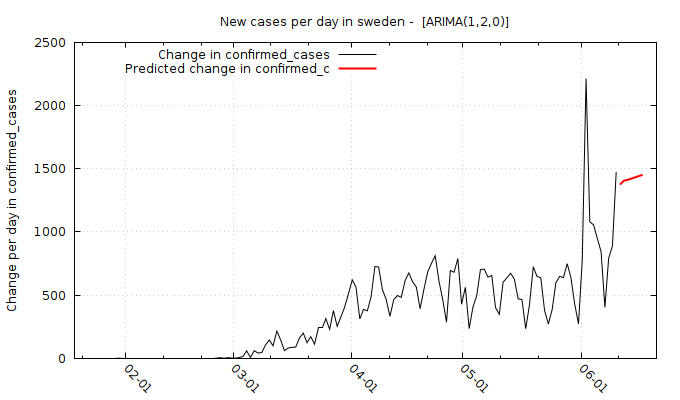 New cases per day in sweden -  [ARIMA(1,2,0)]
Change in confirmed_cases
Predicted change in confirmed_c
Change per day in confirmed_cases
2500
2000
1500
1000
500
0
02-01
03-01
04-01
05-01
06-01